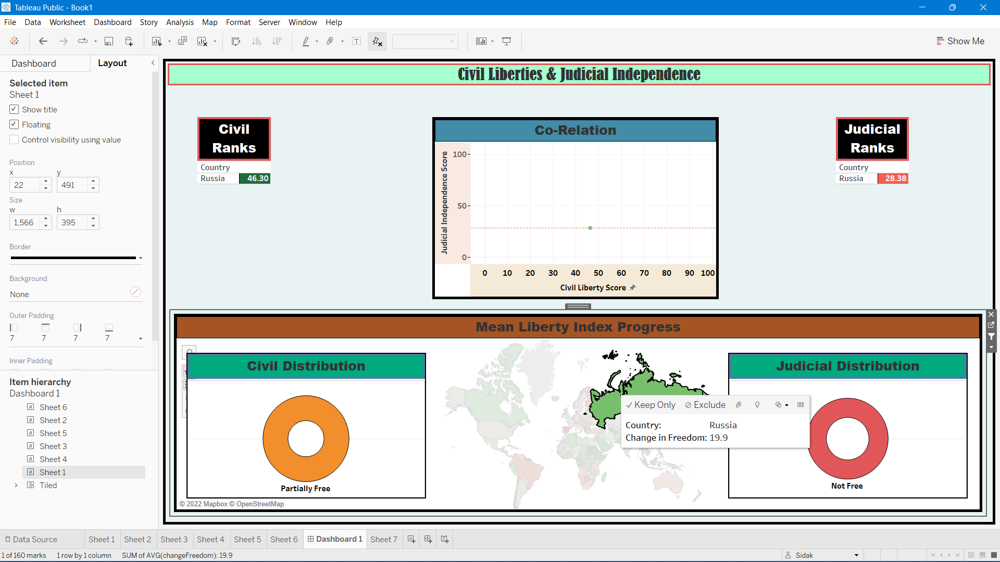 Tableau Public - Book1
File Data Worksheet Dashboard Story Analysis Map Format Server Window Help
Show Me
Dashboard Layout
Selected item
Sheet 1
Show title
Floating
Control visibility using value
Position
x y
22 491
Size
w h
1,566 395
Border
Background
None
Outer Padding
7 7 7 7
Inner Padding
Item hierarchy
Dashboard 1
Sheet 6
Sheet 2
Sheet 5
Sheet 3
Sheet 4
Sheet 1
Tiled
Civil Liberties & Judicial Independence
Civil
Ranks
Country
Russia 46.30
Co-Relation
Judicial Independence Score
100
50
0
0 10 20 30 40 50 60 70 80 90 100
Civil Liberty Score
Judicial
Ranks
Country
Russia 28.38
Mean Liberty Index Progress
Civil Distribution
Partially Free
© 2022 Mapbox © OpenStreetMap
Keep Only Exclude
Country: Russia
Change in Freedom: 19.9
Judicial Distribution
Not Free
Data Source Sheet 1 Sheet 2 Sheet 3 Sheet 4 Sheet 5 Sheet 6 Dashboard 1 Sheet 7
1 of 160 marks 1 row by 1 column SUM of AVG(changeFreedom): 19.9 Sidak